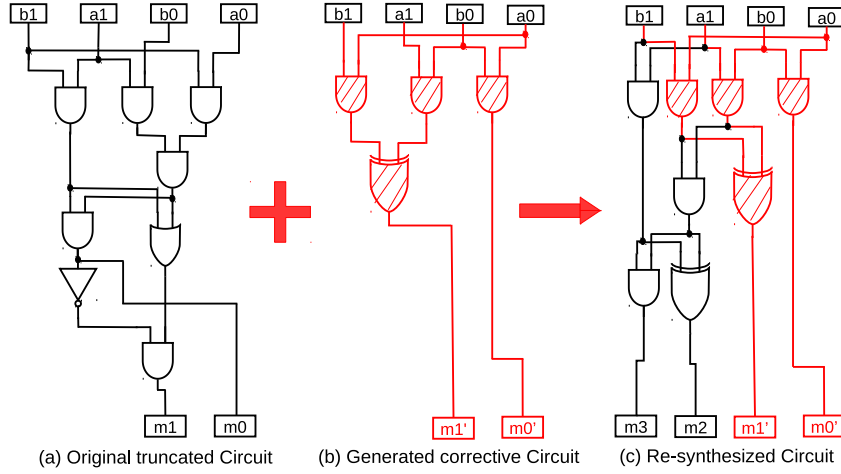 b1 a1 b0 a0 b1 a1 b0 a0 b1 a1 b0 a0
m1 m0 m1' m0' m3 m2 m1' m0'
(a) Original truncated Circuit (b) Generated corrective Circuit (c) Re-synthesized Circuit